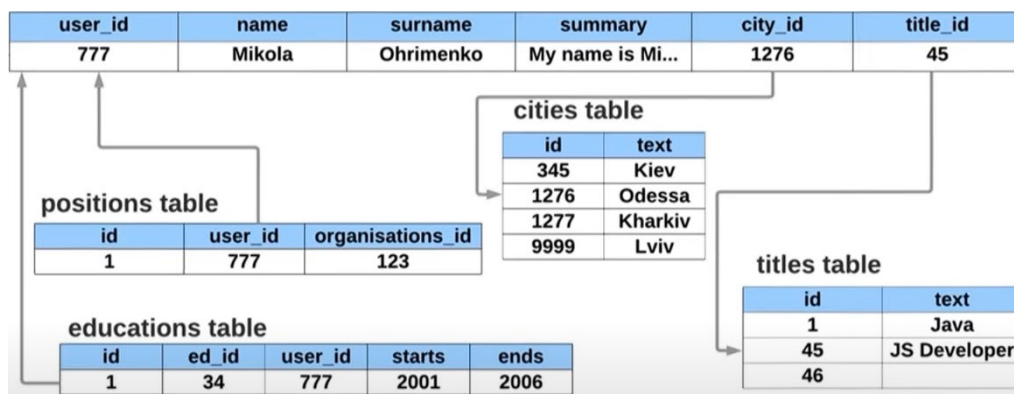 user_id name surname summary city_id title_id
777 Mikola Ohrimenko My name is Mi... 1276 45
cities table
id text
345 Kiev
1276 Odessa
1277 Kharkiv
9999 Lviv
positions table
id user_id organisations_id
1 777 123
titles table
id text
1 Java
45 JS Developer
46
educations table
id ed_id user_id starts ends
1 34 777 2001 2006